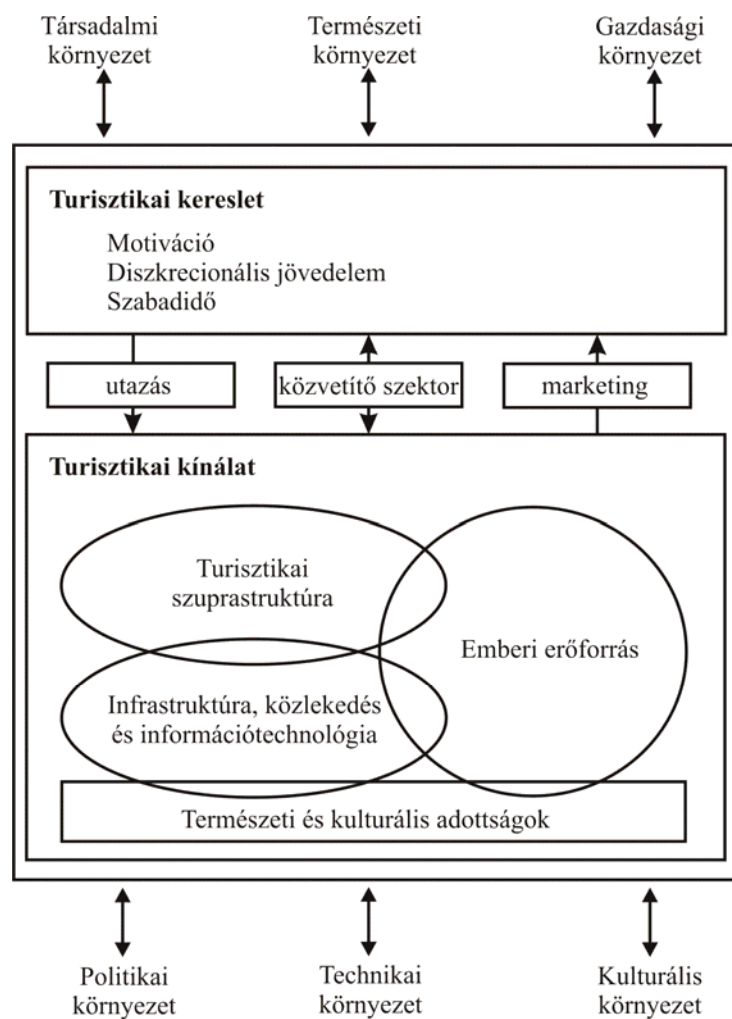 Társadalmi
környezet
Természeti
környezet
Gazdasági
környezet
Turisztikai kereslet
Motiváció
Diszkrecionális jövedelem
Szabadidő
utazás
közvetítő szektor
marketing
Turisztikai kínálat
Turisztikai
szuprastruktúra
Emberi erőforrás
Infrastruktúra, közlekedés
és információtechnológia
Természeti és kulturális adottságok
Politikai
környezet
Technikai
környezet
Kulturális
környezet